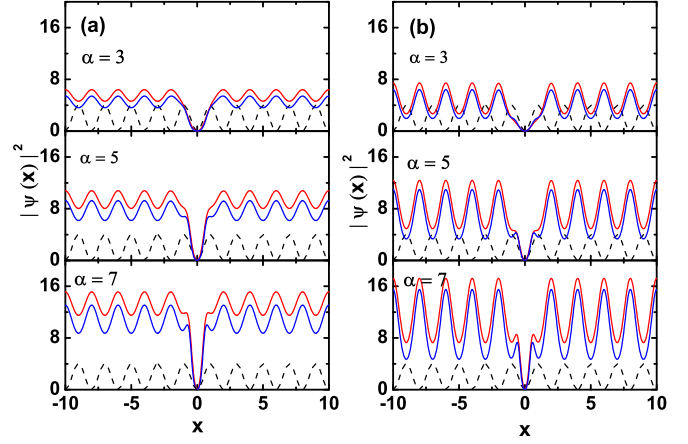 (a)
16
α = 3
8
0
16
α = 5
8
0
16
α = 7
8
0
-10 -5 0 5 10
x
| ψ (x) | ²
(b)
16
α = 3
8
0
16
α = 5
8
0
16
α = 7
8
0
-10 -5 0 5 10
x
| ψ (x) | ²